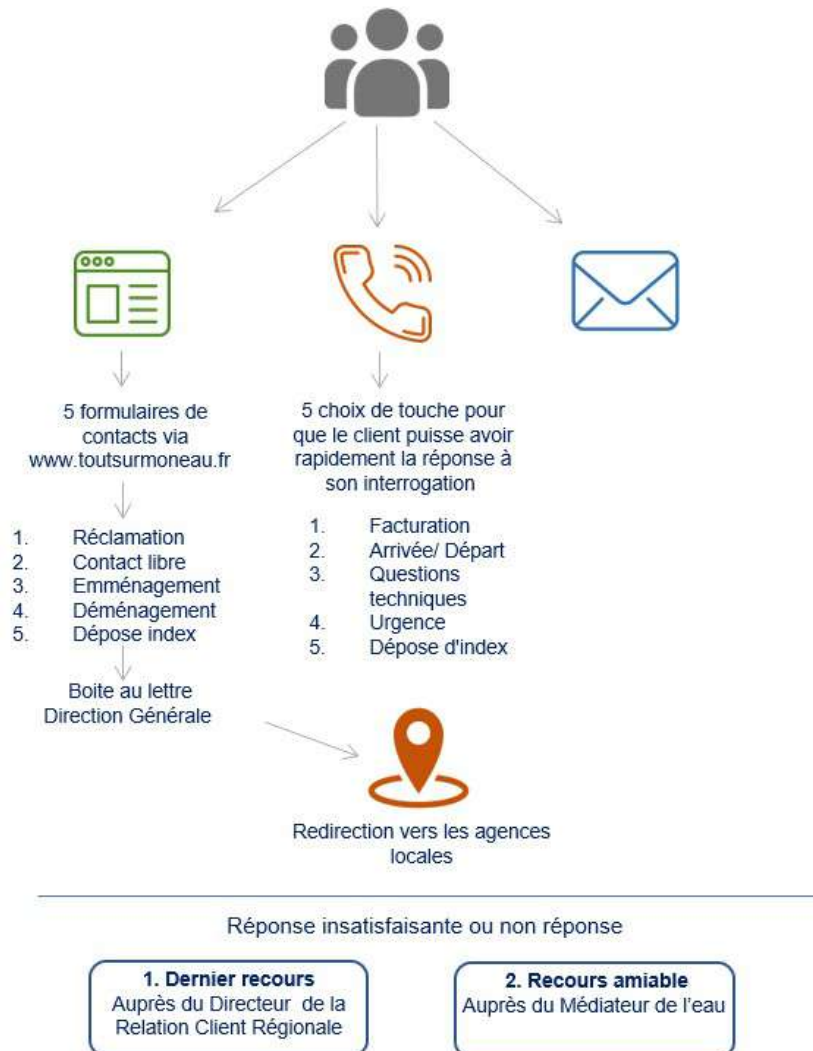 5 formulaires de
contacts via
www.toutsurmoneau.fr
1. Réclamation
2. Contact libre
3. Emménagement
4. Déménagement
5. Dépose index
Boite au lettre
Direction Générale
5 choix de touche pour
que le client puisse avoir
rapidement la réponse à
son interrogation
1. Facturation
2. Arrivée/ Départ
3. Questions
techniques
4. Urgence
5. Dépose d'index
Redirection vers les agences
locales
Réponse insatisfaisante ou non réponse
1. Dernier recours
Auprès du Directeur de la
Relation Client Régionale
2. Recours amiable
Auprès du Médiateur de l'eau